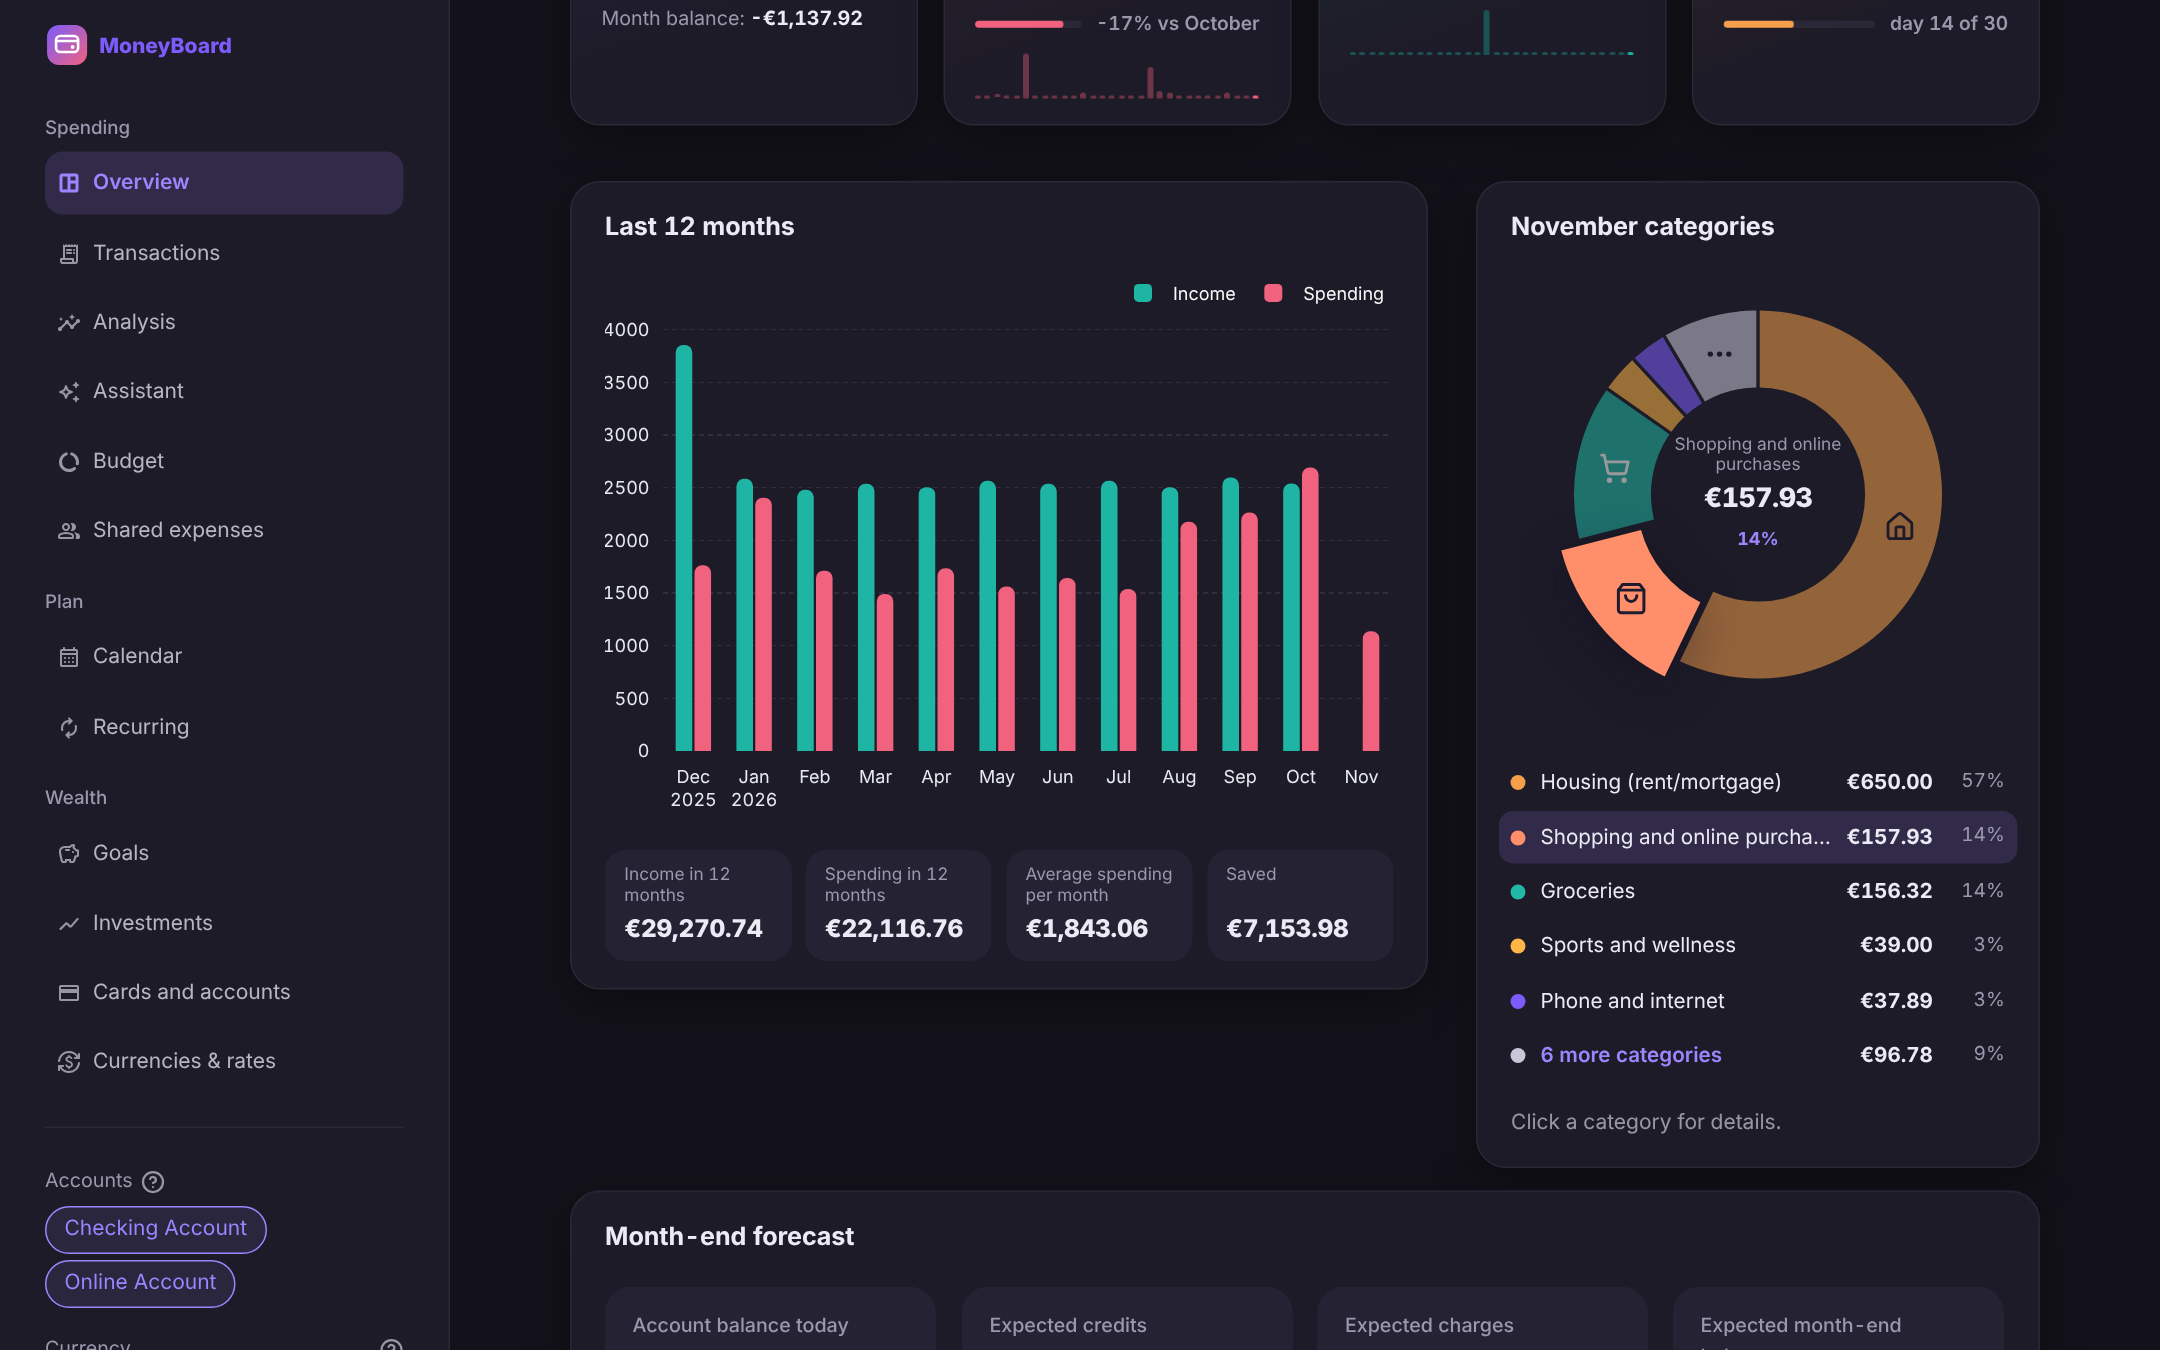 MoneyBoard
Spending
Overview
Transactions
Analysis
Assistant
Budget
Shared expenses
Plan
Calendar
Recurring
Wealth
Goals
Investments
Cards and accounts
Currencies & rates
Accounts
Checking Account
Online Account
Currency
Month balance: -€1,137.92
-17% vs October
day 14 of 30
Last 12 months
Income
Spending
4000
3500
3000
2500
2000
1500
1000
500
0
Dec Jan Feb Mar Apr May Jun Jul Aug Sep Oct Nov
2025 2026
Income in 12
months
€29,270.74
Spending in 12
months
€22,116.76
Average spending
per month
€1,843.06
Saved
€7,153.98
November categories
Shopping and online
purchases
€157.93
14%
Housing (rent/mortgage) €650.00 57%
Shopping and online purcha... €157.93 14%
Groceries €156.32 14%
Sports and wellness €39.00 3%
Phone and internet €37.89 3%
6 more categories €96.78 9%
Click a category for details.
Month-end forecast
Account balance today
Expected credits
Expected charges
Expected month-end